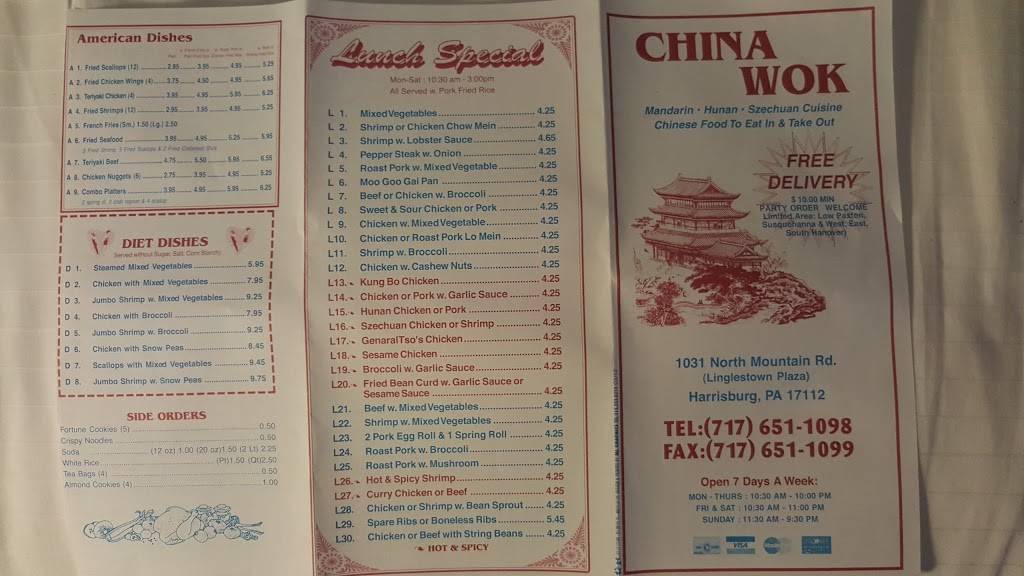 American Dishes
A 1. Fried Scallops (12) 2.95 3.95 4.95 5.25
A 2. Fried Chicken Wings (4) 3.75 4.50 4.95 5.65
A 3. Teriyaki Chicken (4) 3.95 4.95 5.95 6.25
A 4. Fried Shrimps (12) 2.95 3.95 4.95 5.25
A 5. French Fries (Sm.) 1.50 (Lg.) 2.50
A 6. Fried Seafood 3.95 4.95 5.25 5.95
A 7. Teriyaki Beef 4.75 5.50 5.95 6.55
A 8. Chicken Nuggets (6) 2.75 3.95 4.95 5.25
A 9. Combo Platters 3.95 4.95 5.95 6.25
DIET DISHES
Served without Sugar, Salt, Corn Starch)
D 1. Steamed Mixed Vegetables 5.95
D 2. Chicken with Mixed Vegetables 7.95
D 3. Jumbo Shrimp w. Mixed Vegetables 9.25
D 4. Chicken with Broccoli 7.95
D 5. Jumbo Shrimp w. Broccoli 9.25
D 6. Chicken with Snow Peas 8.45
D 7. Scallops with Mixed Vegetables 9.45
D 8. Jumbo Shrimp w. Snow Peas 9.75
SIDE ORDERS
Fortune Cookies (5) 0.50
Crispy Noodles 0.50
Soda (12 oz) 1.00 (20 oz)1.50 (2 Lt) 2.25
White Rice (Pt)1.50 (Qt)2.50
Tea Bags (4) 0.50
Almond Cookies (4) 1.00
Lunch Special
Mon-Sat : 10:30 am - 3:00pm
All Served w. Pork Fried Rice
L 1. Mixed Vegetables 4.25
L 2. Shrimp or Chicken Chow Mein 4.25
L 3. Shrimp w. Lobster Sauce 4.65
L 4. Pepper Steak w. Onion 4.25
L 5. Roast Pork w. Mixed Vegetable 4.25
L 6. Moo Goo Gai Pan 4.25
L 7. Beef or Chicken w. Broccoli 4.25
L 8. Sweet & Sour Chicken or Pork 4.25
L 9. Chicken w. Mixed Vegetable 4.25
L10. Chicken or Roast Pork Lo Mein 4.25
L11. Shrimp w. Broccoli 4.25
L12. Chicken w. Cashew Nuts 4.25
L13. Kung Bo Chicken 4.25
L14. Chicken or Pork w. Garlic Sauce 4.25
L15. Hunan Chicken or Pork 4.25
L16. Szechuan Chicken or Shrimp 4.25
L17. GenaralTso's Chicken 4.25
L18. Sesame Chicken 4.25
L19. Broccoli w. Garlic Sauce 4.25
L20. Fried Bean Curd w. Garlic Sauce or
Sesame Sauce 4.25
L21. Beef w. Mixed Vegetables 4.25
L22. Shrimp w. Mixed Vegetables 4.25
L23. 2 Pork Egg Roll & 1 Spring Roll 4.25
L24. Roast Pork w. Broccoli 4.25
L25. Roast Pork w. Mushroom 4.25
L26. Hot & Spicy Shrimp 4.25
L27. Curry Chicken or Beef 4.25
L28. Chicken or Shrimp w. Bean Sprout 4.25
L29. Spare Ribs or Boneless Ribs 5.45
L30. Chicken or Beef with String Beans 4.25
HOT & SPICY
CHINA
WOK
Mandarin • Hunan • Szechuan Cuisine
Chinese Food To Eat In & Take Out
FREE
DELIVERY
$10.00 MIN
PARTY ORDER WELCOME
Limited Area: Low Paxton,
Susquehanna & West, East,
South Hanover)
1031 North Mountain Rd.
(Linglestown Plaza)
Harrisburg, PA 17112
TEL:(717) 651-1098
FAX:(717) 651-1099
Open 7 Days A Week:
MON - THURS : 10:30 AM - 10:00 PM
FRI & SAT : 10:30 AM - 11:00 PM
SUNDAY : 11:30 AM - 9:30 PM
VISA